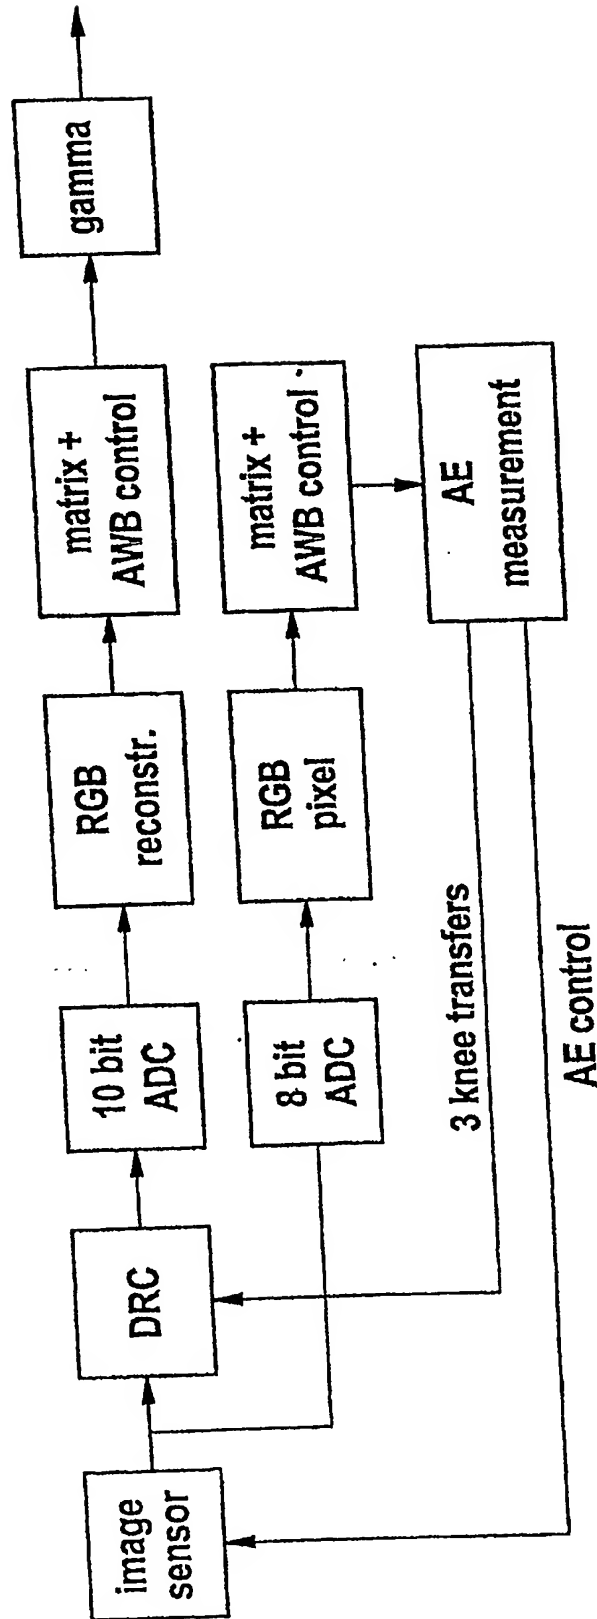 image
sensor
DRC
10 bit
ADC
RGB
reconstr.
matrix +
AWB control
gamma
8 bit
ADC
RGB
pixel
matrix +
AWB control
AE
measurement
3 knee transfers
AE control